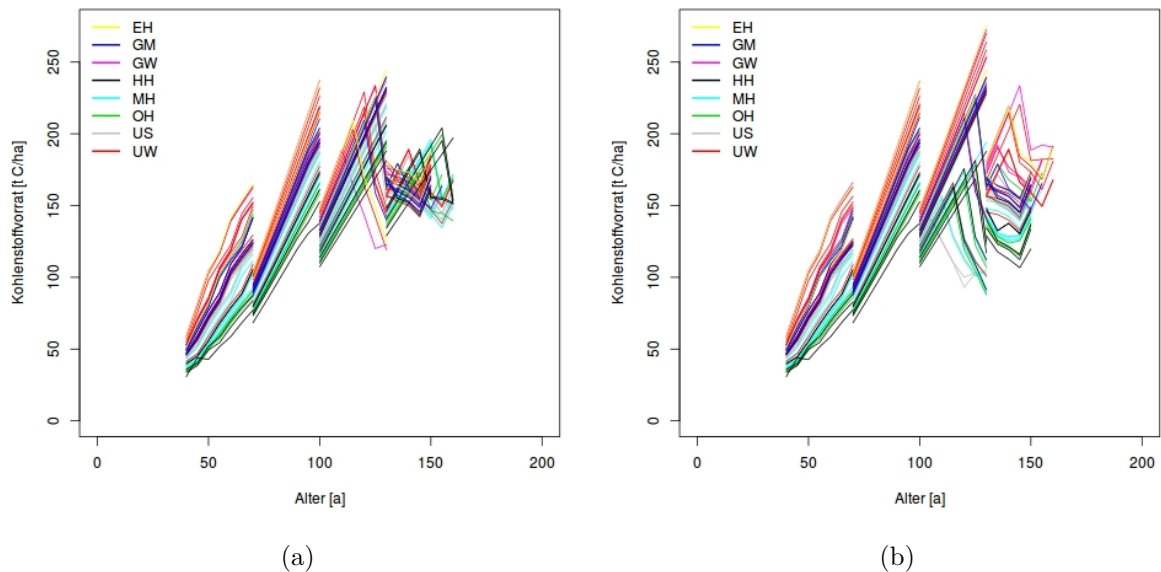 EH
GM
GW
HH
MH
OH
US
UW
Kohlenstoffvorrat [t C/ha]
0
50
100
150
200
250
0 50 100 150 200
Alter [a]
(a)
EH
GM
GW
HH
MH
OH
US
UW
Kohlenstoffvorrat [t C/ha]
0
50
100
150
200
250
0 50 100 150 200
Alter [a]
(b)